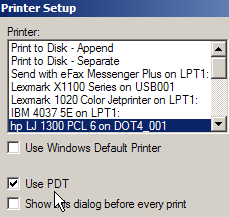 Printer Setup
Printer:
Print to Disk - Append
Print to Disk - Separate
Send with eFax Messenger Plus on LPT1:
Lexmark X1100 Series on USB001
Lexmark 1020 Color Jetprinter on LPT1:
IBM 4037 5E on LPT1:
hp LJ 1300 PCL 6 on DOT4_001
Use Windows Default Printer
Use PDT
Show dialog before every print